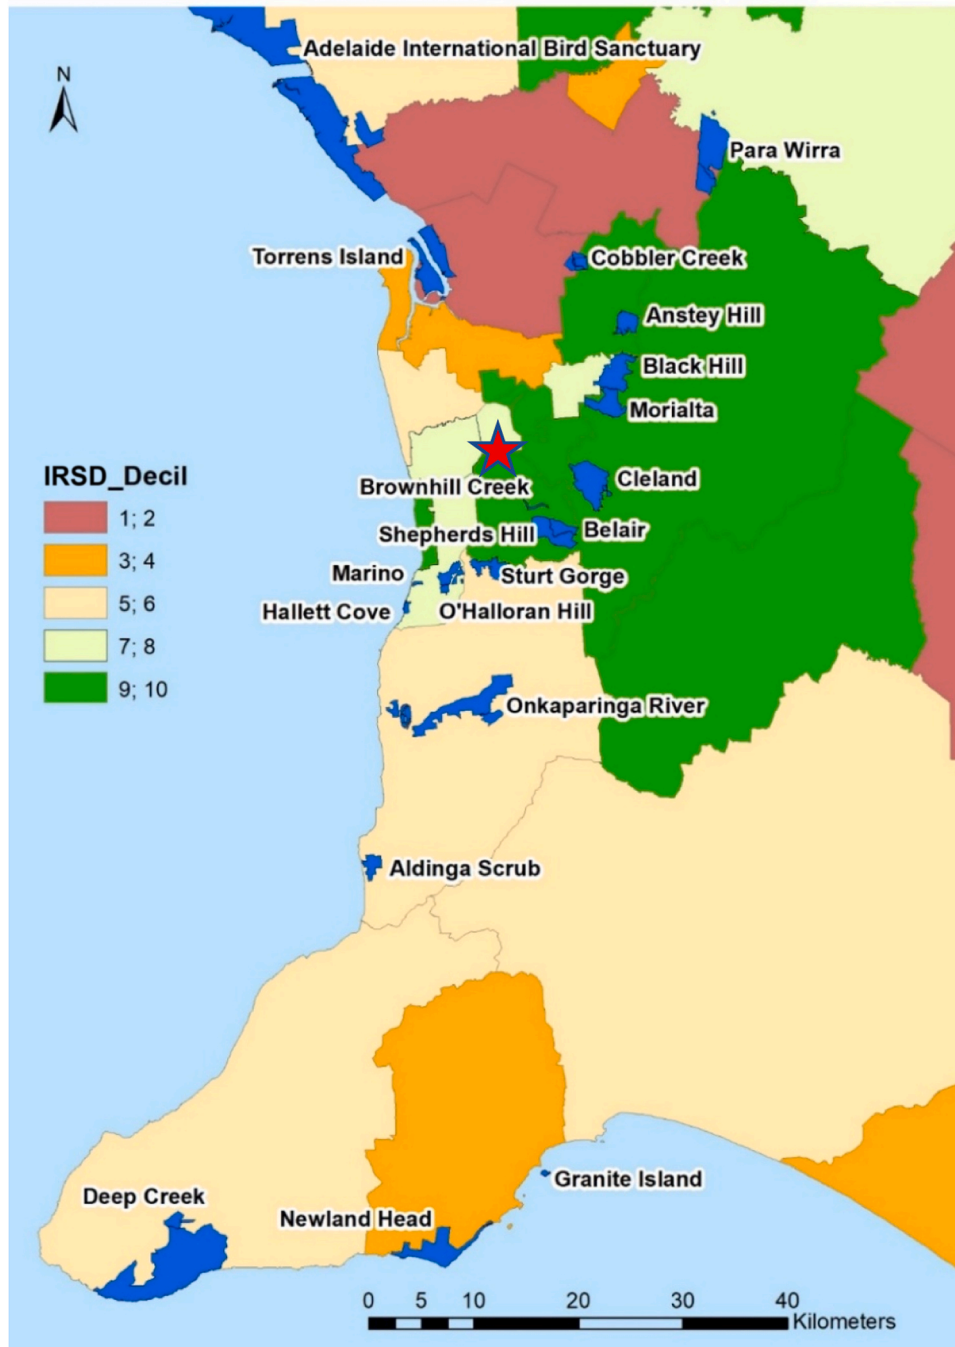 Adelaide International Bird Sanctuary
N
Para Wirra
Torrens Island
Cobbler Creek
Anstey Hill
Black Hill
Morialta
IRSD_Decil
1; 2
3; 4
5; 6
7; 8
9; 10
Cleland
Brownhill Creek
Shepherds Hill
Belair
Marino
Sturt Gorge
Hallett Cove
O'Halloran Hill
Onkaparinga River
Aldinga Scrub
Granite Island
Deep Creek
Newland Head
0 5 10 20 30 40
Kilometers